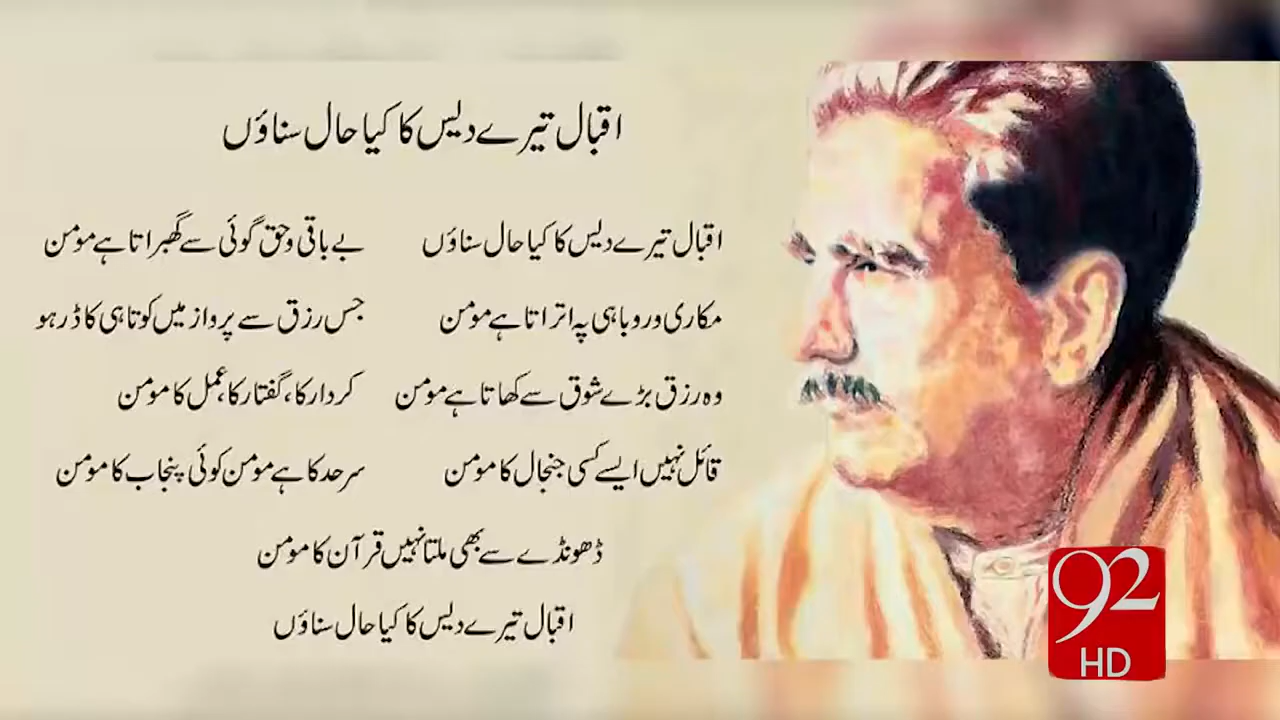 اقبال تیرے دیس کا کیا حال سناؤں
اقبال تیرے دیس کا کیا حال سناؤں بے باقی و حق گوئی سے گھبراتا ہے مومن
مکاری و روباہی پہ اتراتا ہے مومن جس رزق سے پرواز میں کوتاہی کا ڈر ہو
وہ رزق بڑے شوق سے کھاتا ہے مومن کردار کا، گفتار کا، عمل کا مومن
قائل نہیں ایسے کسی جنجال کا مومن سرحد کا ہے مومن کوئی پنجاب کا مومن
ڈھونڈے سے بھی ملتا نہیں قرآن کا مومن
اقبال تیرے دیس کا کیا حال سناؤں
92
HD